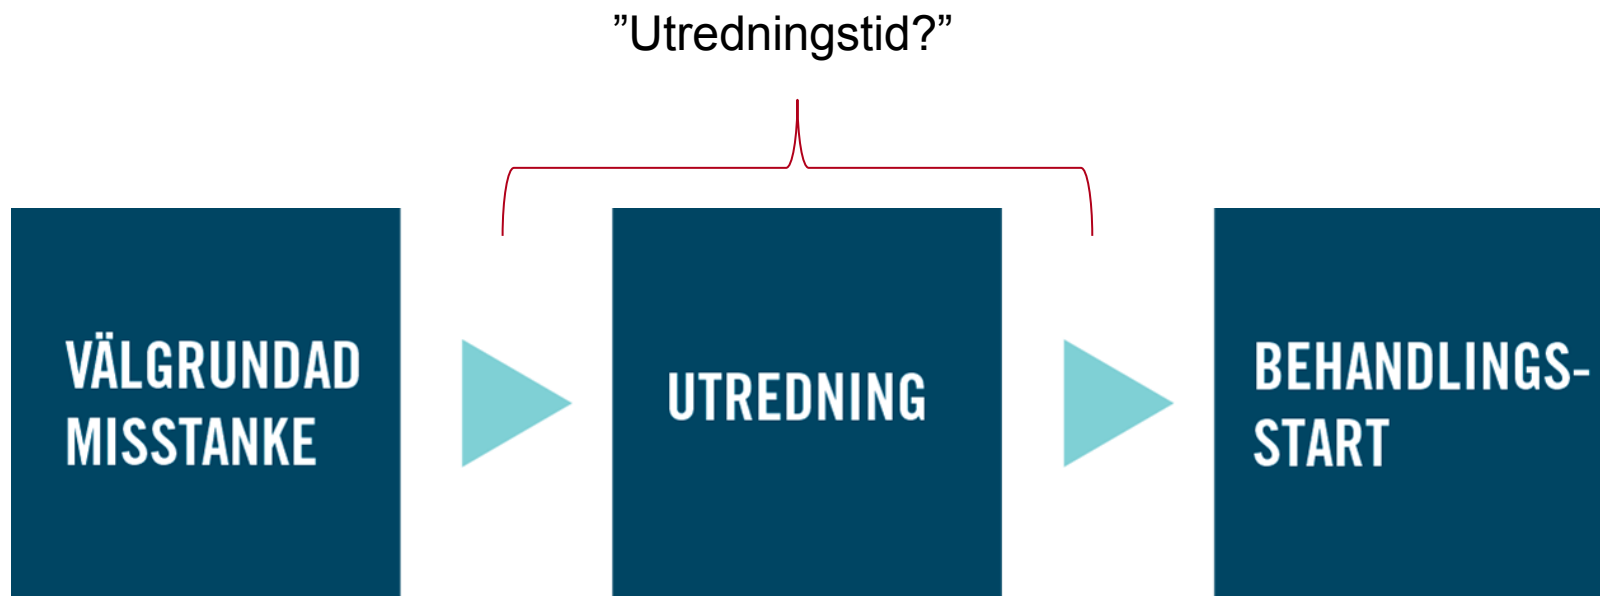 ”Utredningstid?”
VÄLGRUNDAD
MISSTANKE
UTREDNING
BEHANDLINGS-
START